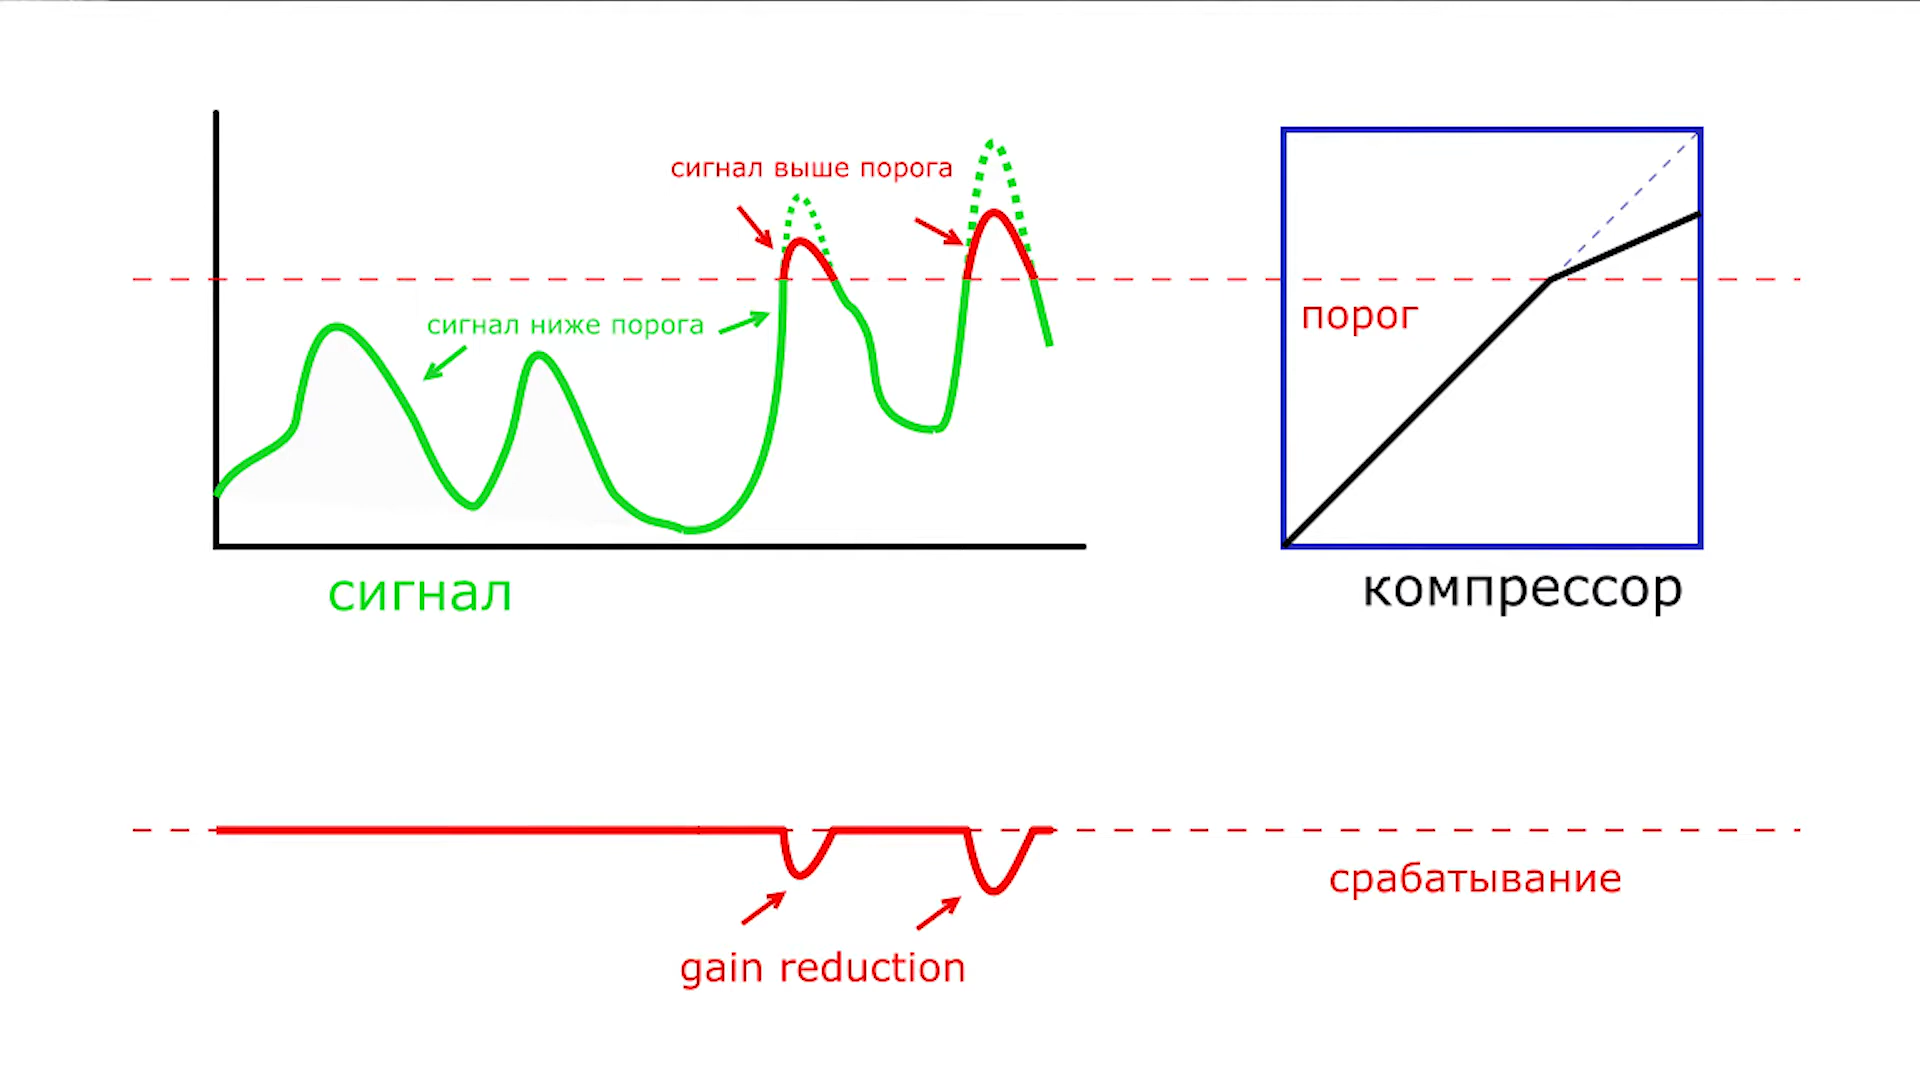 сигнал выше порога
сигнал ниже порога
порог
сигнал
компрессор
срабатывание
gain reduction